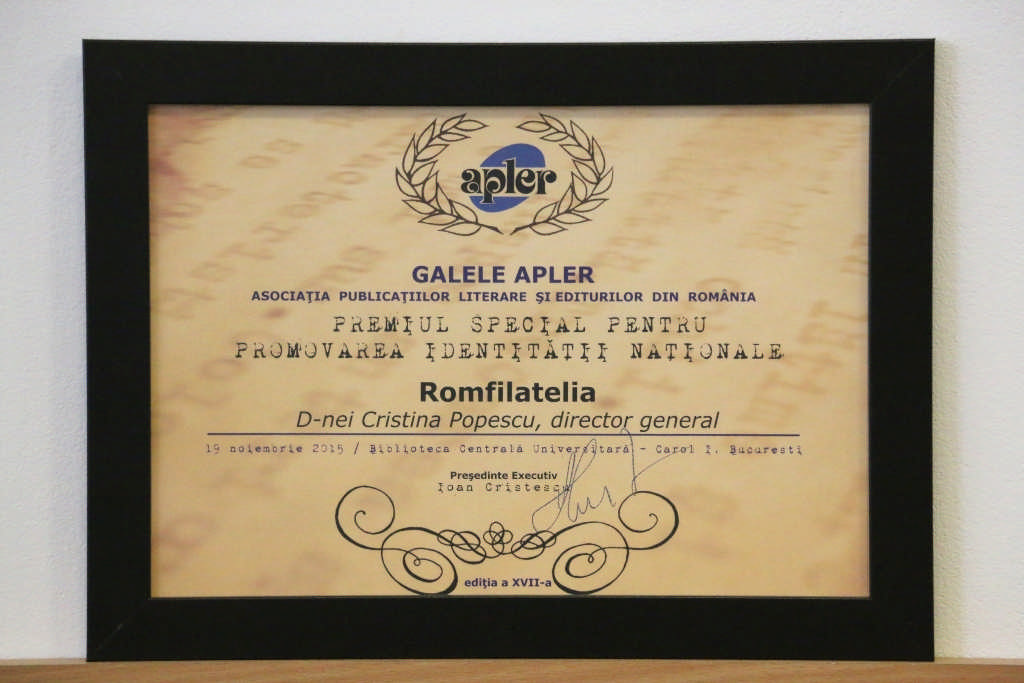 apler
GALELE APLER
ASOCIAŢIA PUBLICAŢIILOR LITERARE ŞI EDITURILOR DIN ROMÂNIA
PREMIUL SPECIAL PENTRU
PROMOVAREA IDENTITĂŢII NAŢIONALE
Romfilatelia
D-nei Cristina Popescu, director general
19 noiembrie 2015 / Biblioteca Centrală Universitară - Carol I. Bucuresti
Preşedinte Executiv
Ioan Cristescu
ediţia a XVII-a